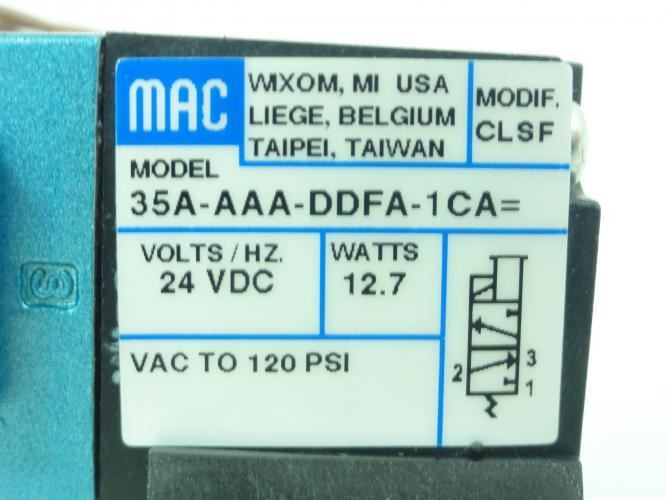 MAC
WIXOM, MI USA
LIEGE, BELGIUM
TAIPEI, TAIWAN
MODIF.
CLSF
MODEL
35A-AAA-DDFA-1CA=
VOLTS / HZ.
24 VDC
WATTS
12.7
VAC TO 120 PSI
2 3
1